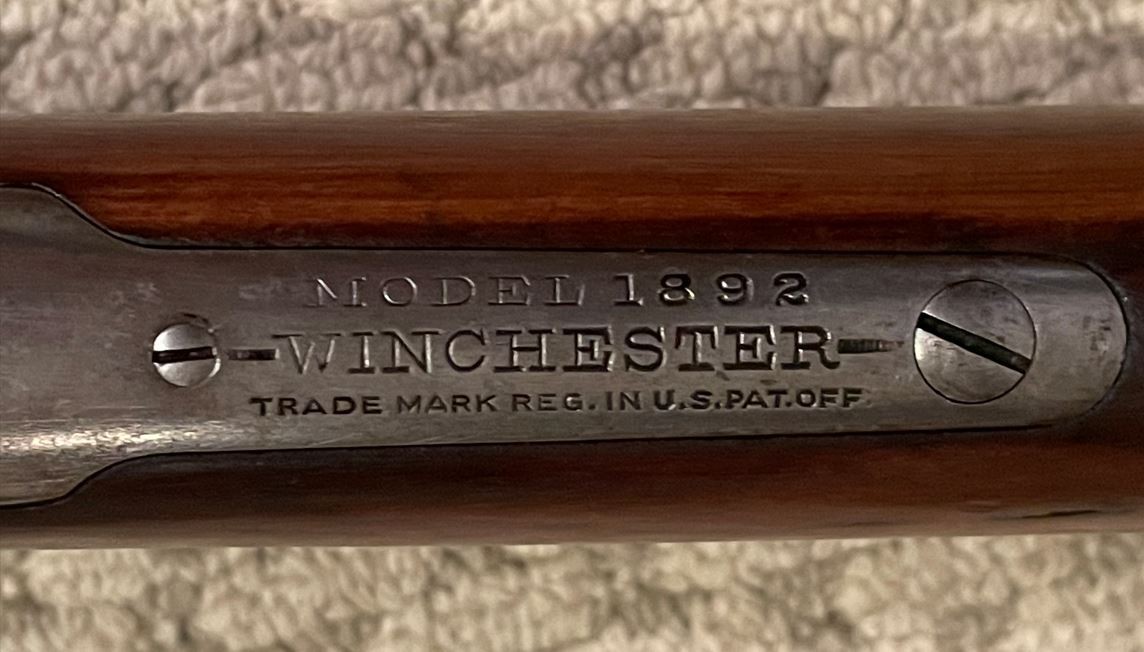 MODEL 1892
-WINCHESTER-
TRADE MARK REG. IN U.S.PAT.OFF.